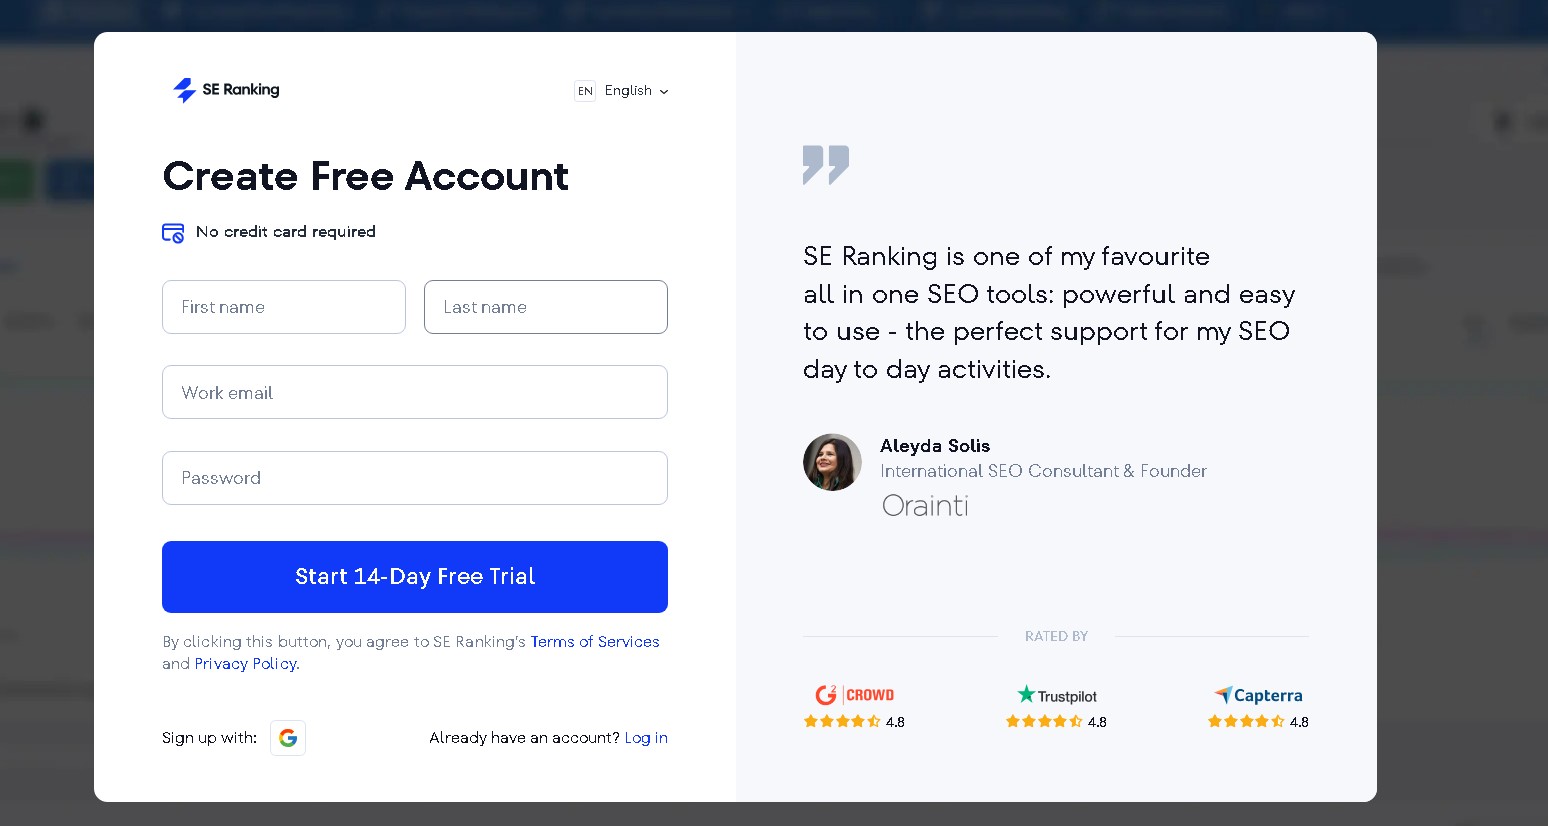 SE Ranking
EN English
Create Free Account
No credit card required
First name
Last name
Work email
Password
Start 14-Day Free Trial
By clicking this button, you agree to SE Ranking's Terms of Services
and Privacy Policy.
Sign up with:
Already have an account? Log in
SE Ranking is one of my favourite
all in one SEO tools: powerful and easy
to use - the perfect support for my SEO
day to day activities.
Aleyda Solis
International SEO Consultant & Founder
Orainti
RATED BY
G2 CROWD
4.8
Trustpilot
4.8
Capterra
4.8